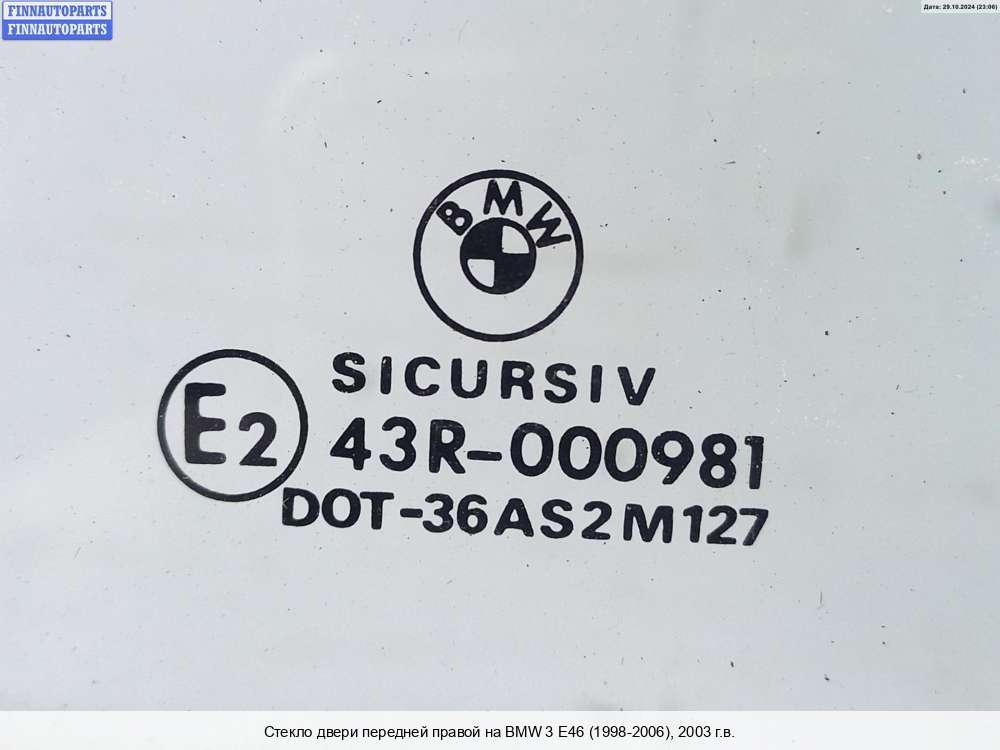 FINNAUTOPARTS
FINNAUTOPARTS
Дата: 29.10.2024 (23:06)
BMW
SICURSIV
E2
43R-000981
DOT-36AS2M127
Стекло двери передней правой на BMW 3 E46 (1998-2006), 2003 г.в.